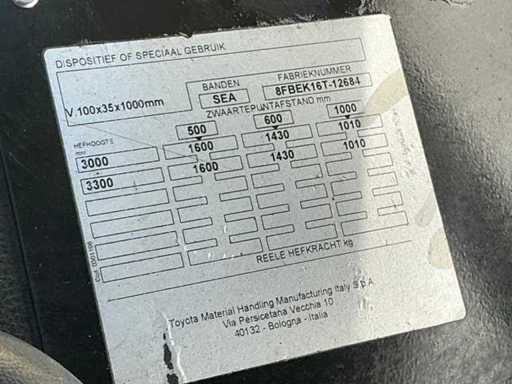 DISPOSITIEF OF SPECIAAL GEBRUIK
V 100x35x1000mm
BANDEN
SEA
FABRIEKNUMMER
8FBEK16T-12684
ZWAARTEPUNTAFSTAND mm
HEFHOOGTE
mm
500 600 1000
3000 1600 1430 1010
3300 1600 1430 1010
REELE HEFKRACHT kg
Toyota Material Handling Manufacturing Italy S.p.A
Via Persicetana Vecchia 10
40132 - Bologna - Italia